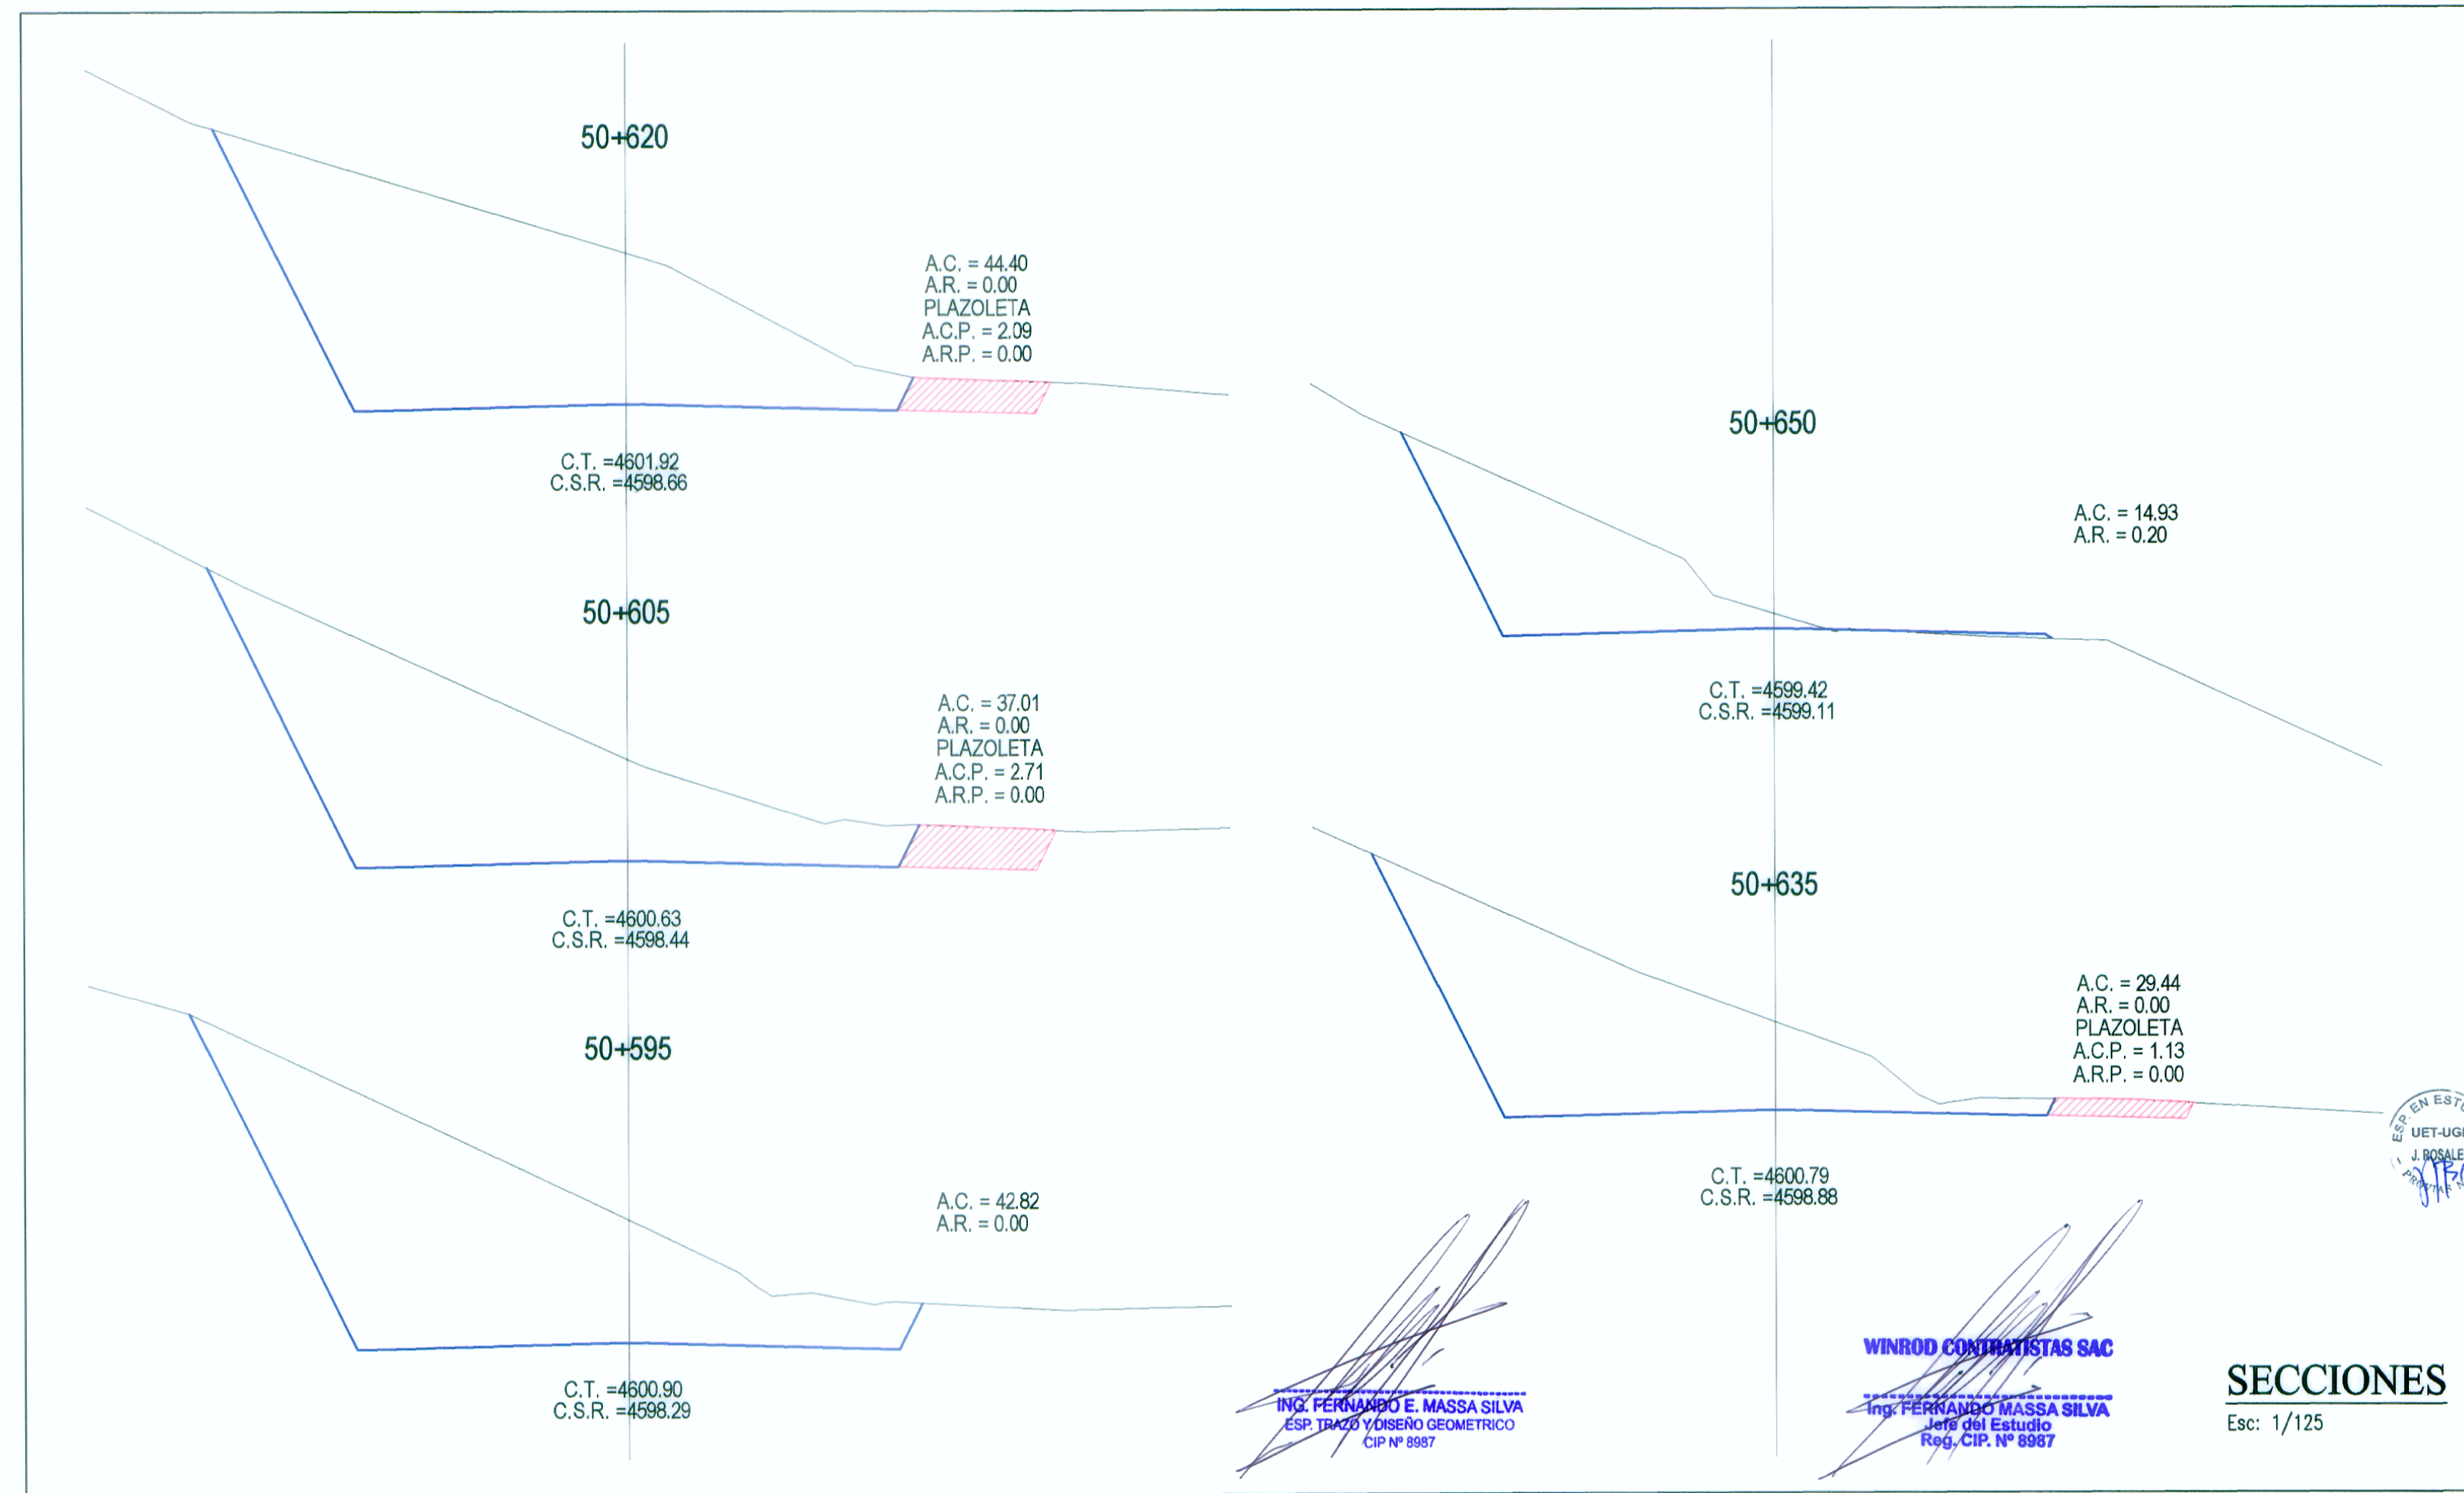 50+620
A.C. = 44.40
A.R. = 0.00
PLAZOLETA
A.C.P. = 2.09
A.R.P. = 0.00
C.T. =4601.92
C.S.R. =4598.66
50+605
A.C. = 37.01
A.R. = 0.00
PLAZOLETA
A.C.P. = 2.71
A.R.P. = 0.00
C.T. =4600.63
C.S.R. =4598.44
50+595
A.C. = 42.82
A.R. = 0.00
C.T. =4600.90
C.S.R. =4598.29
50+650
A.C. = 14.93
A.R. = 0.20
C.T. =4599.42
C.S.R. =4599.11
50+635
A.C. = 29.44
A.R. = 0.00
PLAZOLETA
A.C.P. = 1.13
A.R.P. = 0.00
C.T. =4600.79
C.S.R. =4598.88
ING. FERNANDO E. MASSA SILVA
ESP. TRAZO Y DISEÑO GEOMETRICO
CIP Nº 8987
WINROD CONTRATISTAS SAC
Ing. FERNANDO MASSA SILVA
Jefe del Estudio
Reg. CIP. Nº 8987
ESP. EN
UET-UG
J. ROSALE
SECCIONES
Esc: 1/125